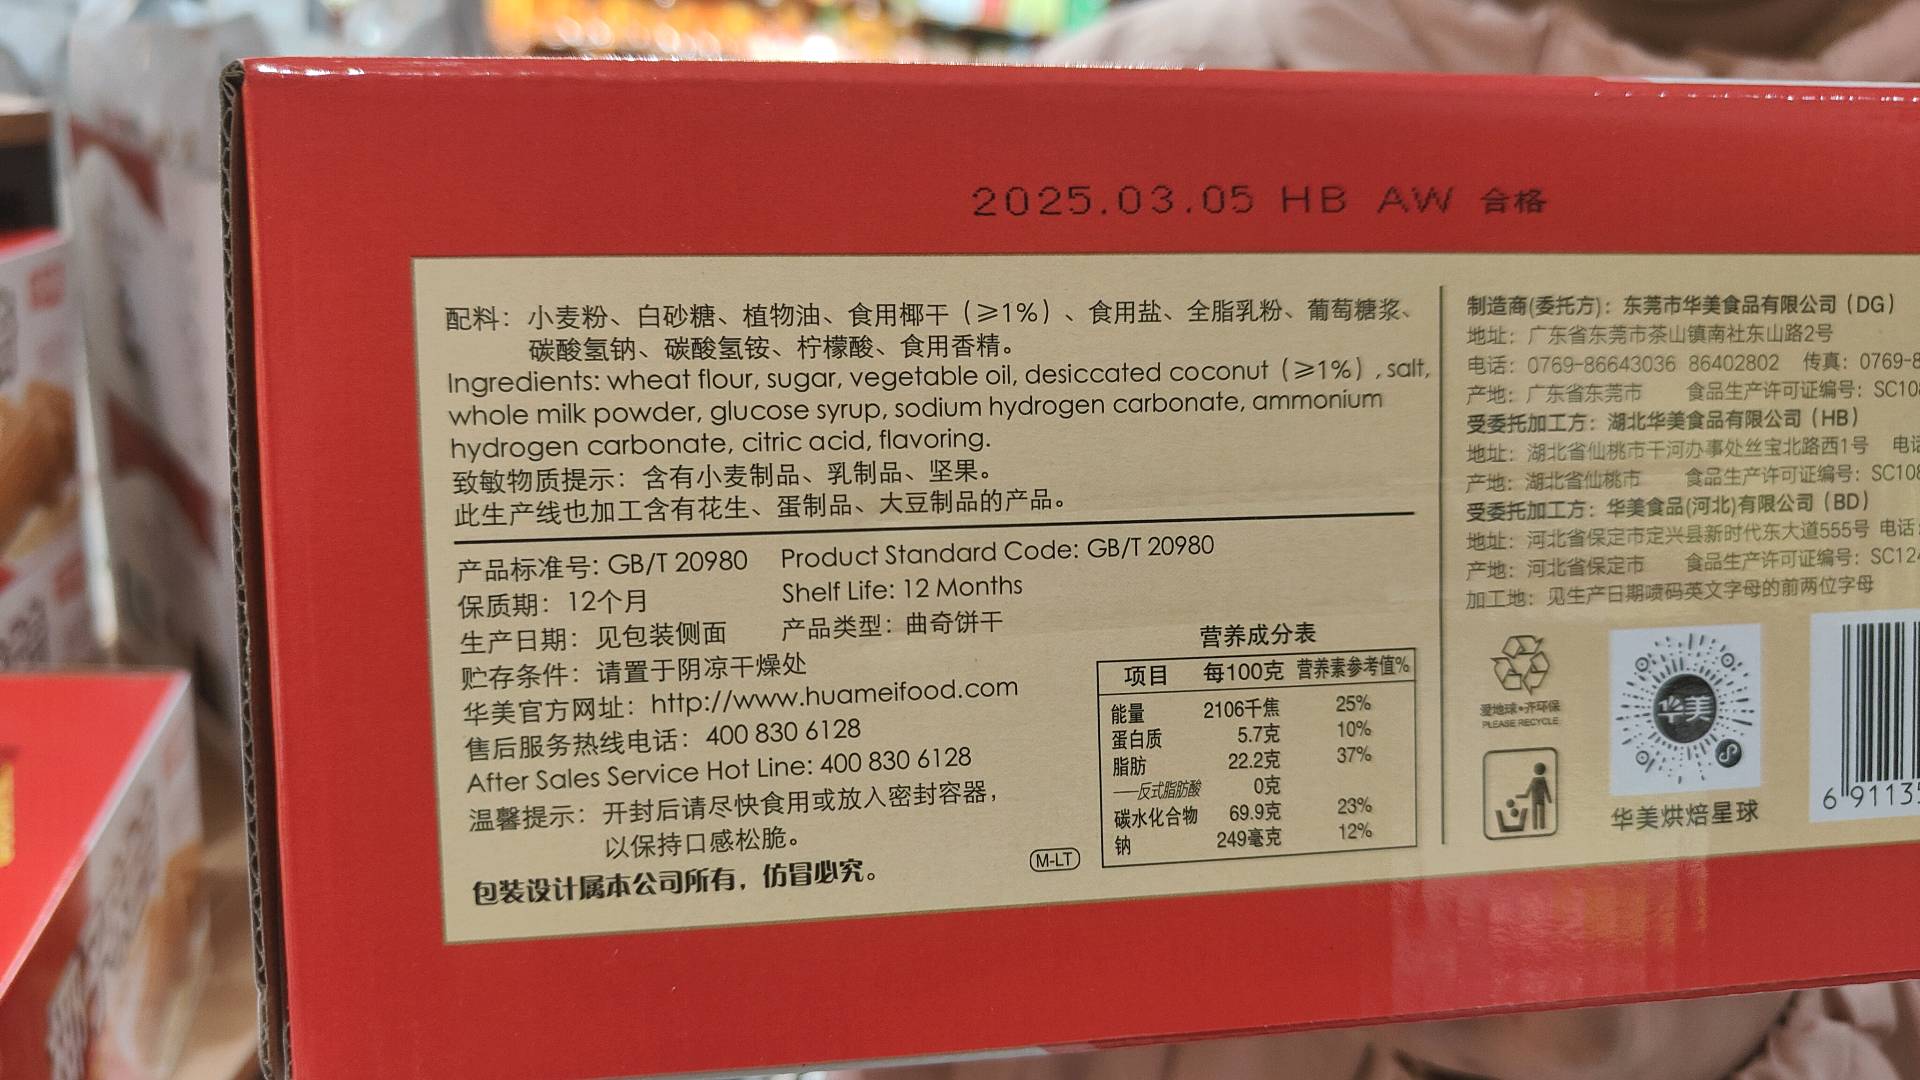 2025.03.05 HB AW 合格
配料：小麦粉、白砂糖、植物油、食用椰干（≥1%）、食用盐、全脂乳粉、葡萄糖浆、
碳酸氢钠、碳酸氢铵、柠檬酸、食用香精。
Ingredients: wheat flour, sugar, vegetable oil, desiccated coconut（≥1%）, salt,
whole milk powder, glucose syrup, sodium hydrogen carbonate, ammonium
hydrogen carbonate, citric acid, flavoring.
致敏物质提示：含有小麦制品、乳制品、坚果。
此生产线也加工含有花生、蛋制品、大豆制品的产品。
产品标准号: GB/T 20980 Product Standard Code: GB/T 20980
保质期：12个月 Shelf Life: 12 Months
生产日期：见包装侧面 产品类型：曲奇饼干
贮存条件：请置于阴凉干燥处
华美官方网址：http://www.huameifood.com
售后服务热线电话：400 830 6128
After Sales Service Hot Line: 400 830 6128
温馨提示：开封后请尽快食用或放入密封容器，
以保持口感松脆。
包装设计属本公司所有，仿冒必究。
M-LT
营养成分表
项目 每100克 营养素参考值%
能量 2106千焦 25%
蛋白质 5.7克 10%
脂肪 22.2克 37%
——反式脂肪酸 0克
碳水化合物 69.9克 23%
钠 249毫克 12%
制造商(委托方)：东莞市华美食品有限公司（DG）
地址：广东省东莞市茶山镇南社东山路2号
电话：0769-86643036 86402802 传真：0769-8
产地：广东省东莞市 食品生产许可证编号：SC10
受委托加工方：湖北华美食品有限公司（HB）
地址：湖北省仙桃市干河办事处丝宝北路西1号 电话
产地：湖北省仙桃市 食品生产许可证编号：SC108
受委托加工方：华美食品(河北)有限公司（BD）
地址：河北省保定市定兴县新时代东大道555号 电话：
产地：河北省保定市 食品生产许可证编号：SC12
加工地：见生产日期喷码英文字母的前两位字母
爱地球·齐环保
PLEASE RECYCLE
华美
华美烘焙星球
6 91135